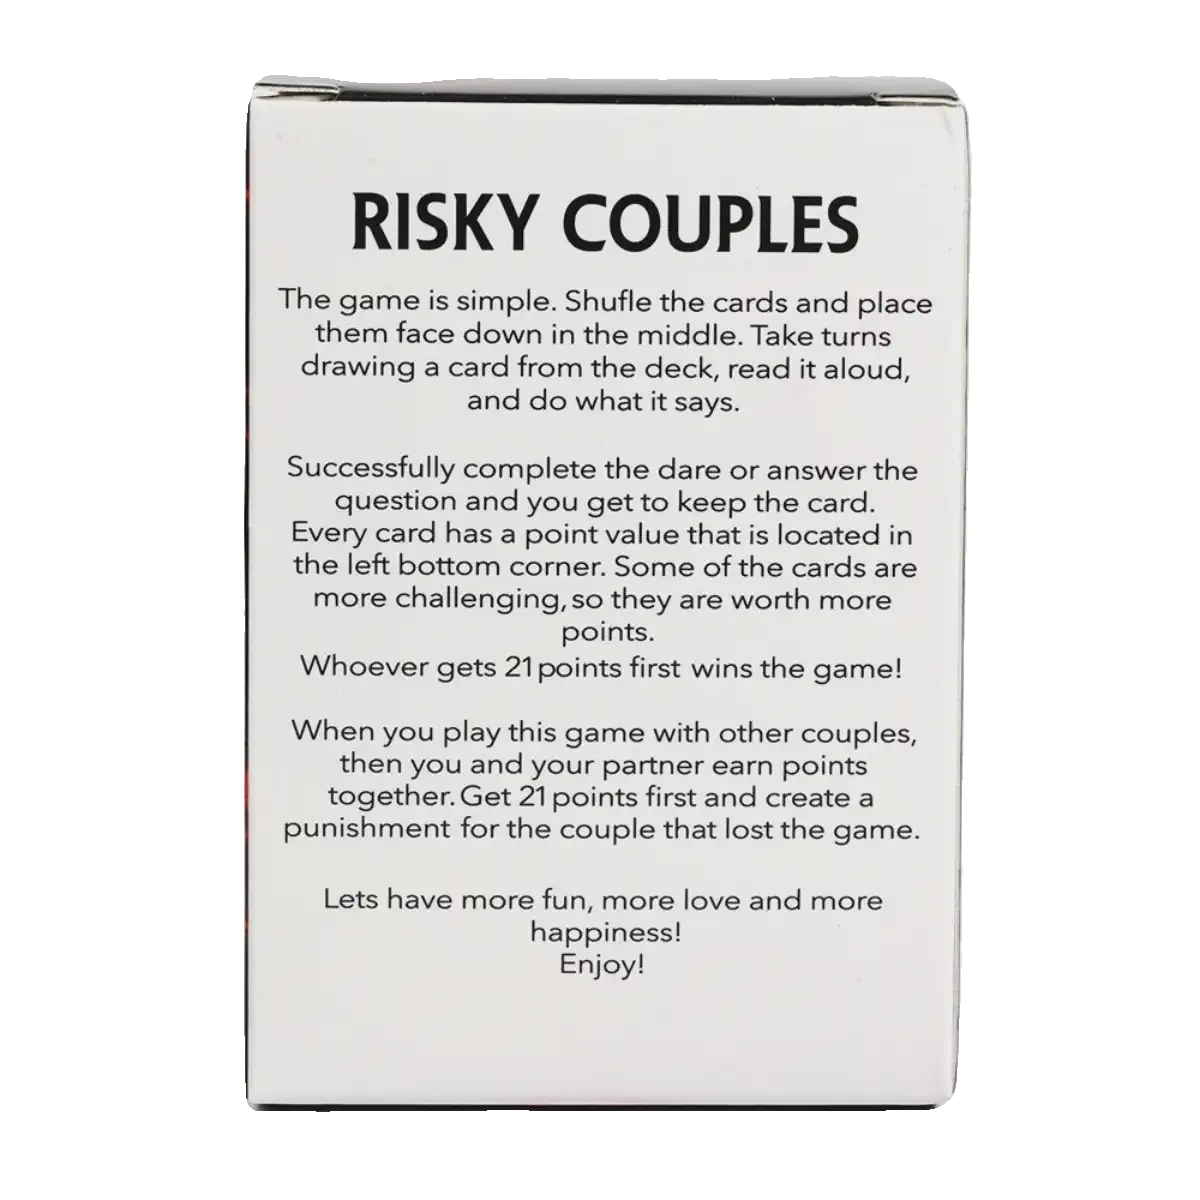 RISKY COUPLES
The game is simple. Shufle the cards and place
them face down in the middle. Take turns
drawing a card from the deck, read it aloud,
and do what it says.
Successfully complete the dare or answer the
question and you get to keep the card.
Every card has a point value that is located in
the left bottom corner. Some of the cards are
more challenging, so they are worth more
points.
Whoever gets 21 points first wins the game!
When you play this game with other couples,
then you and your partner earn points
together. Get 21 points first and create a
punishment for the couple that lost the game.
Lets have more fun, more love and more
happiness!
Enjoy!